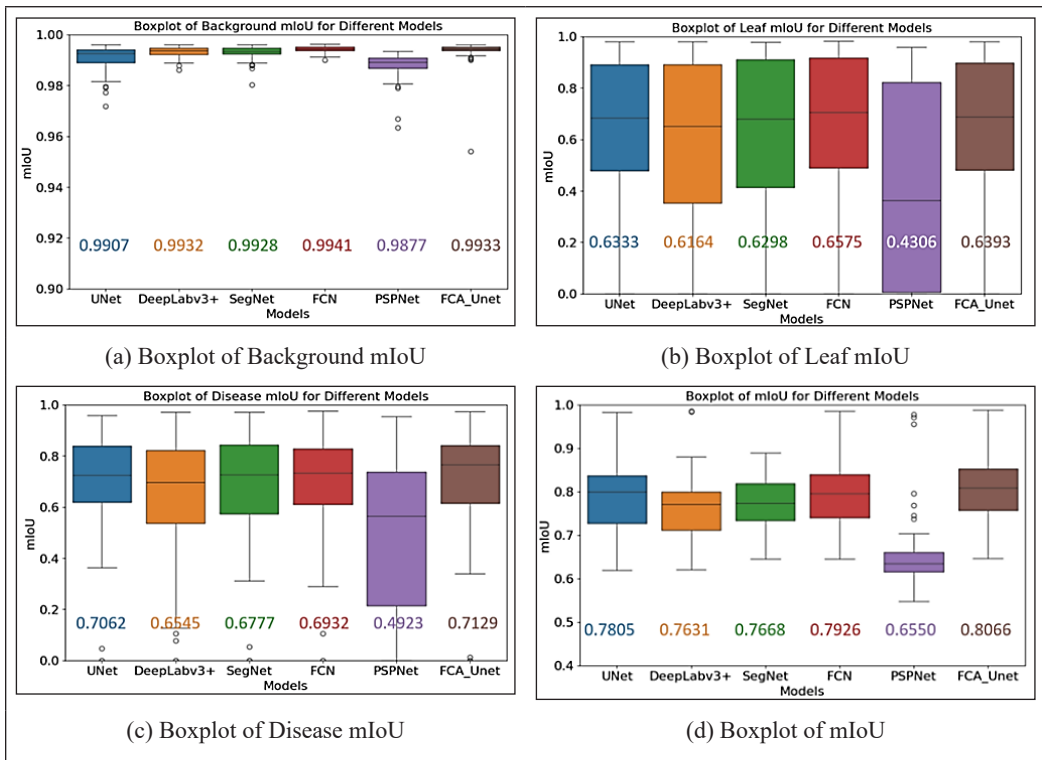 Boxplot of Background mIoU for Different Models
1.00
0.98
0.96
0.94
0.92
0.90
mIoU
0.9907 0.9932 0.9928 0.9941 0.9877 0.9933
UNet DeepLabv3+ SegNet FCN PSPNet FCA_Unet
Models
(a) Boxplot of Background mIoU
Boxplot of Leaf mIoU for Different Models
1.0
0.8
0.6
0.4
0.2
0.0
mIoU
0.6333 0.6164 0.6298 0.6575 0.4306 0.6393
UNet DeepLabv3+ SegNet FCN PSPNet FCA_Unet
Models
(b) Boxplot of Leaf mIoU
Boxplot of Disease mIoU for Different Models
1.0
0.8
0.6
0.4
0.2
0.0
mIoU
0.7062 0.6545 0.6777 0.6932 0.4923 0.7129
UNet DeepLabv3+ SegNet FCN PSPNet FCA_Unet
Models
(c) Boxplot of Disease mIoU
Boxplot of mIoU for Different Models
1.0
0.9
0.8
0.7
0.6
0.5
0.4
mIoU
0.7805 0.7631 0.7668 0.7926 0.6550 0.8066
UNet DeepLabv3+ SegNet FCN PSPNet FCA_Unet
Models
(d) Boxplot of mIoU